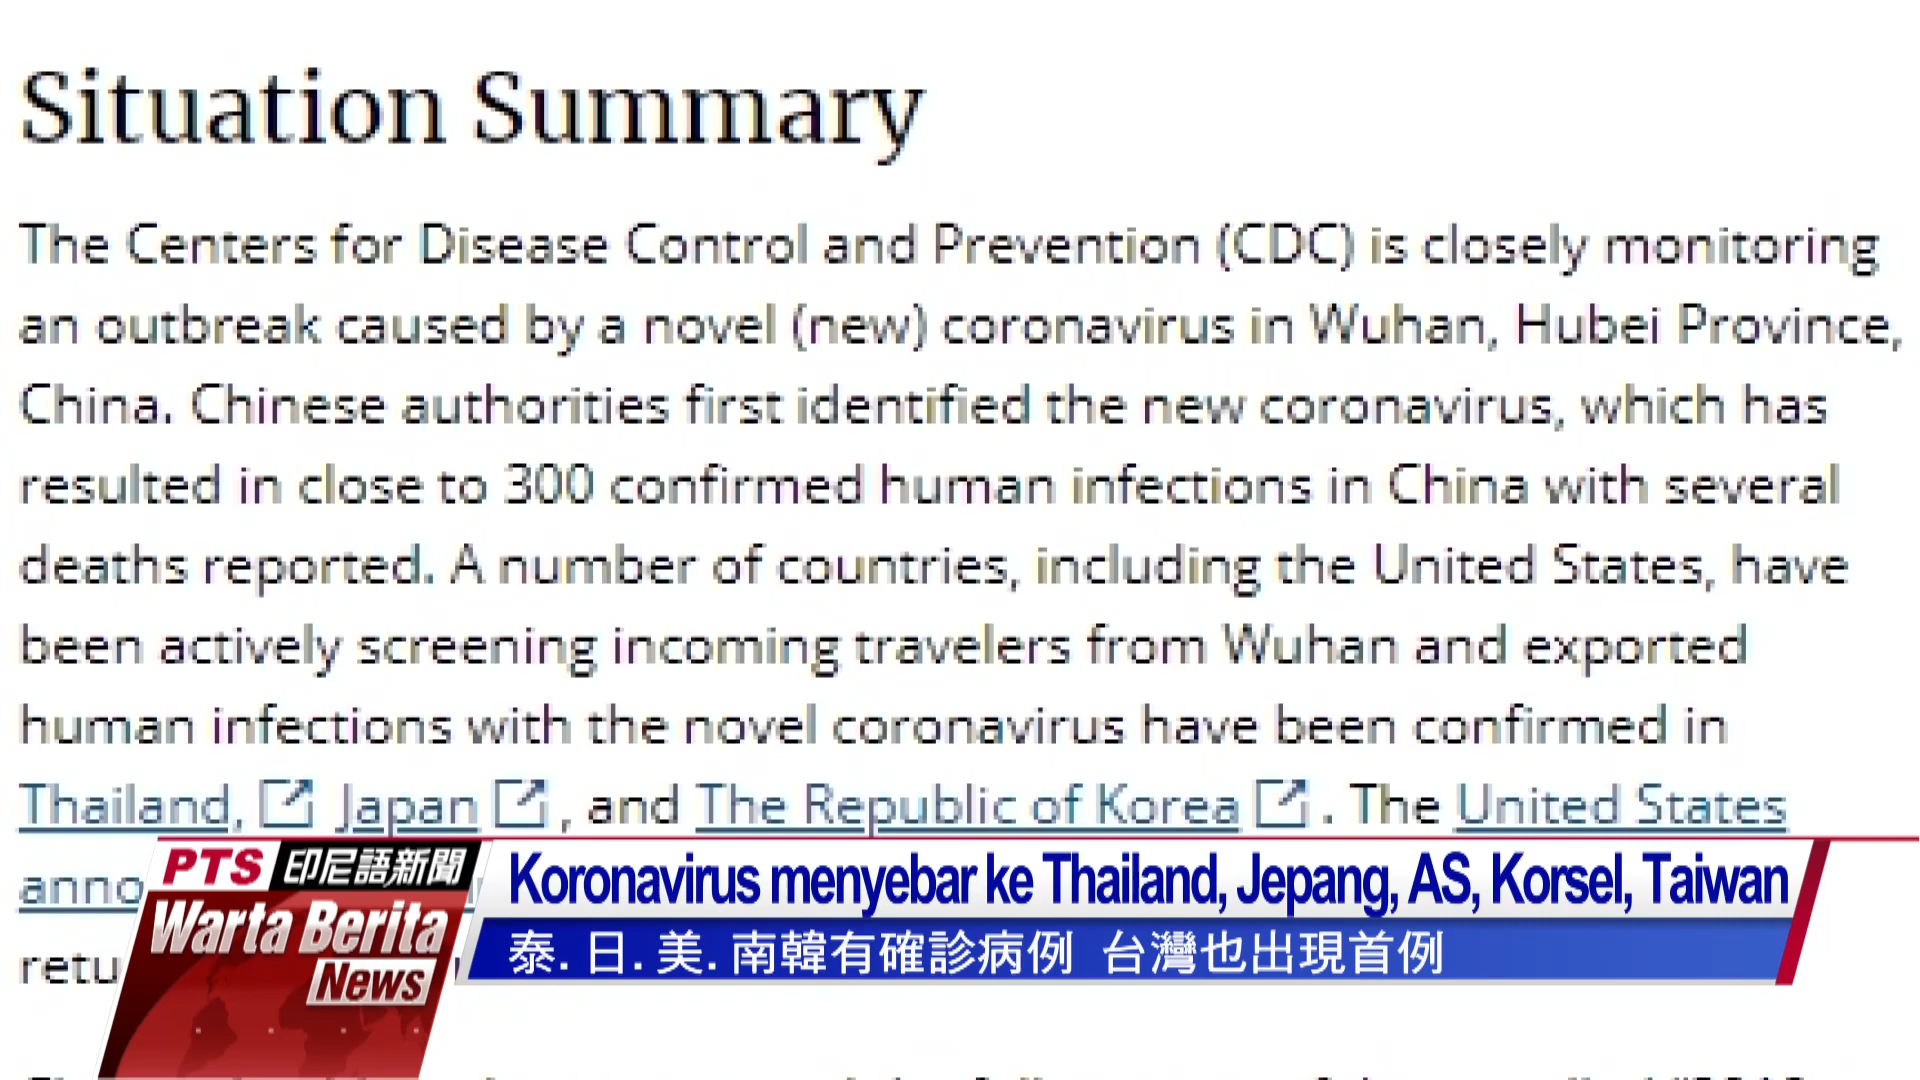 Situation Summary
The Centers for Disease Control and Prevention (CDC) is closely monitoring
an outbreak caused by a novel (new) coronavirus in Wuhan, Hubei Province,
China. Chinese authorities first identified the new coronavirus, which has
resulted in close to 300 confirmed human infections in China with several
deaths reported. A number of countries, including the United States, have
been actively screening incoming travelers from Wuhan and exported
human infections with the novel coronavirus have been confirmed in
Thailand, Japan, and The Republic of Korea. The United States
anno
retu
PTS 印尼語新聞
Warta Berita
News
Koronavirus menyebar ke Thailand, Jepang, AS, Korsel, Taiwan
泰.日.美.南韓有確診病例 台灣也出現首例